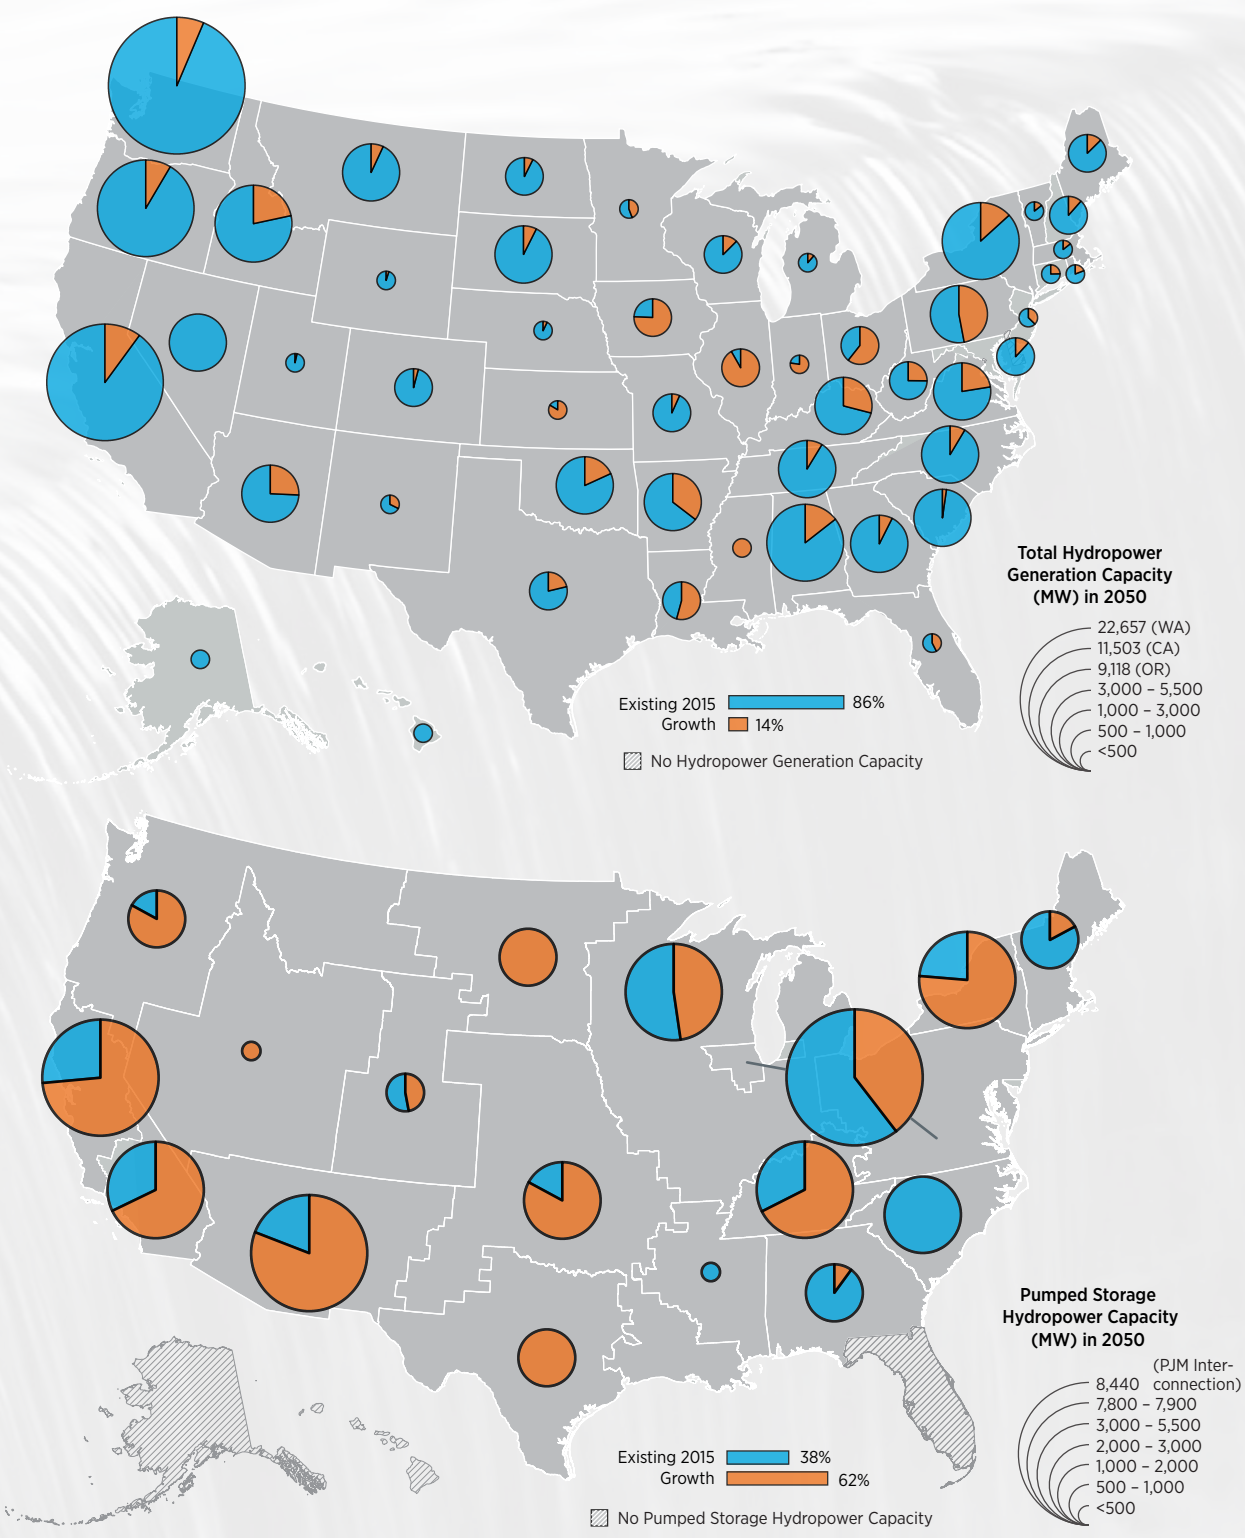 Total Hydropower
Generation Capacity
(MW) in 2050
22,657 (WA)
11,503 (CA)
9,118 (OR)
3,000 – 5,500
1,000 – 3,000
500 – 1,000
<500
Existing 2015 86%
Growth 14%
No Hydropower Generation Capacity
Pumped Storage
Hydropower Capacity
(MW) in 2050
(PJM Inter-
8,440 connection)
7,800 – 7,900
3,000 – 5,500
2,000 – 3,000
1,000 – 2,000
500 – 1,000
<500
Existing 2015 38%
Growth 62%
No Pumped Storage Hydropower Capacity